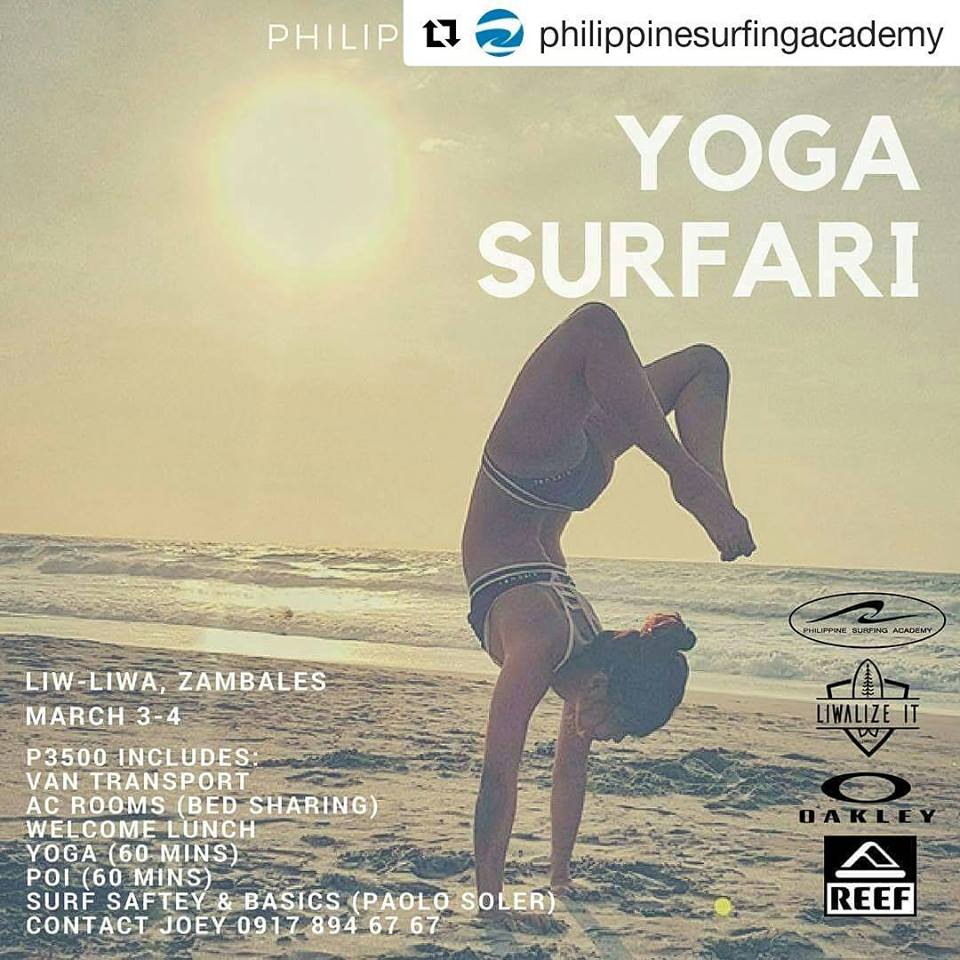 PHILIP
philippinesurfingacademy
YOGA
SURFARI
LIW-LIWA, ZAMBALES
MARCH 3-4
P3500 INCLUDES:
VAN TRANSPORT
AC ROOMS (BED SHARING)
WELCOME LUNCH
YOGA (60 MINS)
POI (60 MINS)
SURF SAFTEY & BASICS (PAOLO SOLER)
CONTACT JOEY 0917 894 67 67
PHILIPPINE SURFING ACADEMY
LIWALIZE IT
OAKLEY
REEF